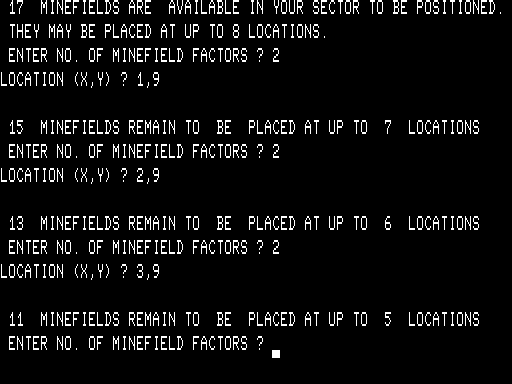 17 MINEFIELDS ARE AVAILABLE IN YOUR SECTOR TO BE POSITIONED.
THEY MAY BE PLACED AT UP TO 8 LOCATIONS.
ENTER NO. OF MINEFIELD FACTORS ? 2
LOCATION (X,Y) ? 1,9
15 MINEFIELDS REMAIN TO BE PLACED AT UP TO 7 LOCATIONS
ENTER NO. OF MINEFIELD FACTORS ? 2
LOCATION (X,Y) ? 2,9
13 MINEFIELDS REMAIN TO BE PLACED AT UP TO 6 LOCATIONS
ENTER NO. OF MINEFIELD FACTORS ? 2
LOCATION (X,Y) ? 3,9
11 MINEFIELDS REMAIN TO BE PLACED AT UP TO 5 LOCATIONS
ENTER NO. OF MINEFIELD FACTORS ?